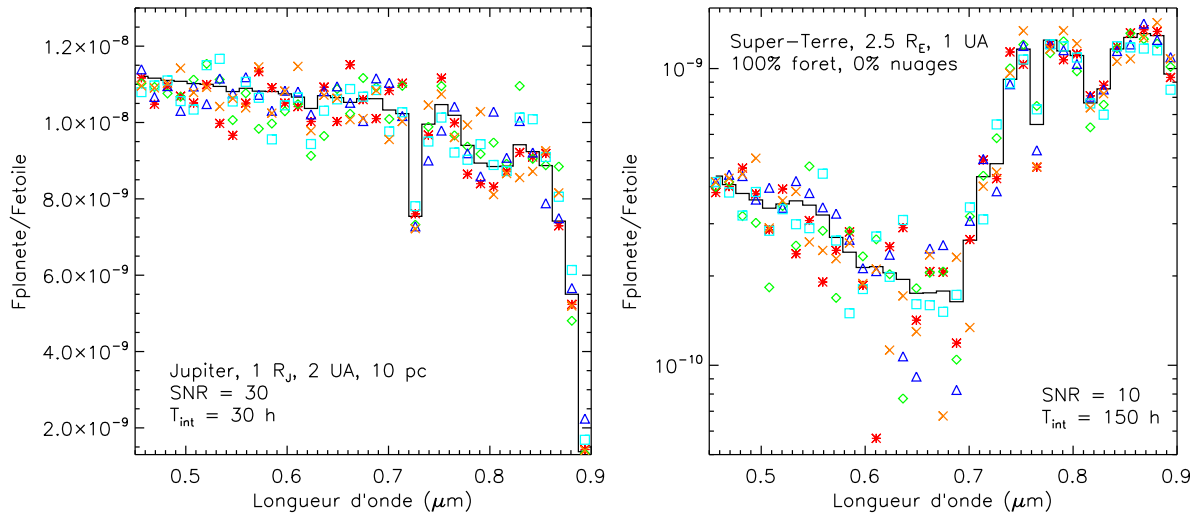 1.2×10⁻⁸
1.0×10⁻⁸
8.0×10⁻⁹
6.0×10⁻⁹
4.0×10⁻⁹
2.0×10⁻⁹
Fplanete/Fetoile
Jupiter, 1 R_J, 2 UA, 10 pc
SNR = 30
T_int = 30 h
0.5 0.6 0.7 0.8 0.9
Longueur d'onde (μm)
Super-Terre, 2.5 R_E, 1 UA
100% foret, 0% nuages
10⁻⁹
10⁻¹⁰
Fplanete/Fetoile
SNR = 10
T_int = 150 h
0.5 0.6 0.7 0.8 0.9
Longueur d'onde (μm)